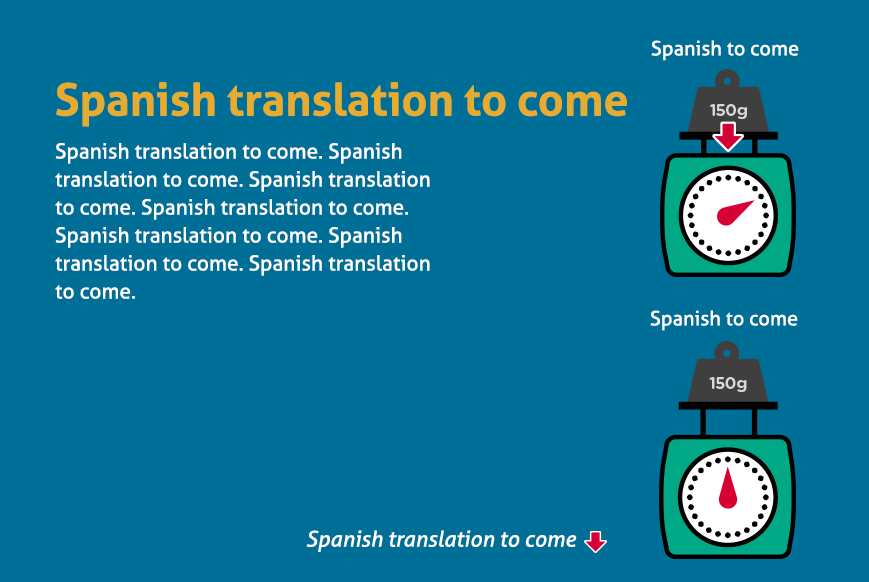 Spanish translation to come
Spanish translation to come. Spanish
translation to come. Spanish translation
to come. Spanish translation to come.
Spanish translation to come. Spanish
translation to come. Spanish translation
to come.
Spanish to come
150g
Spanish to come
150g
Spanish translation to come